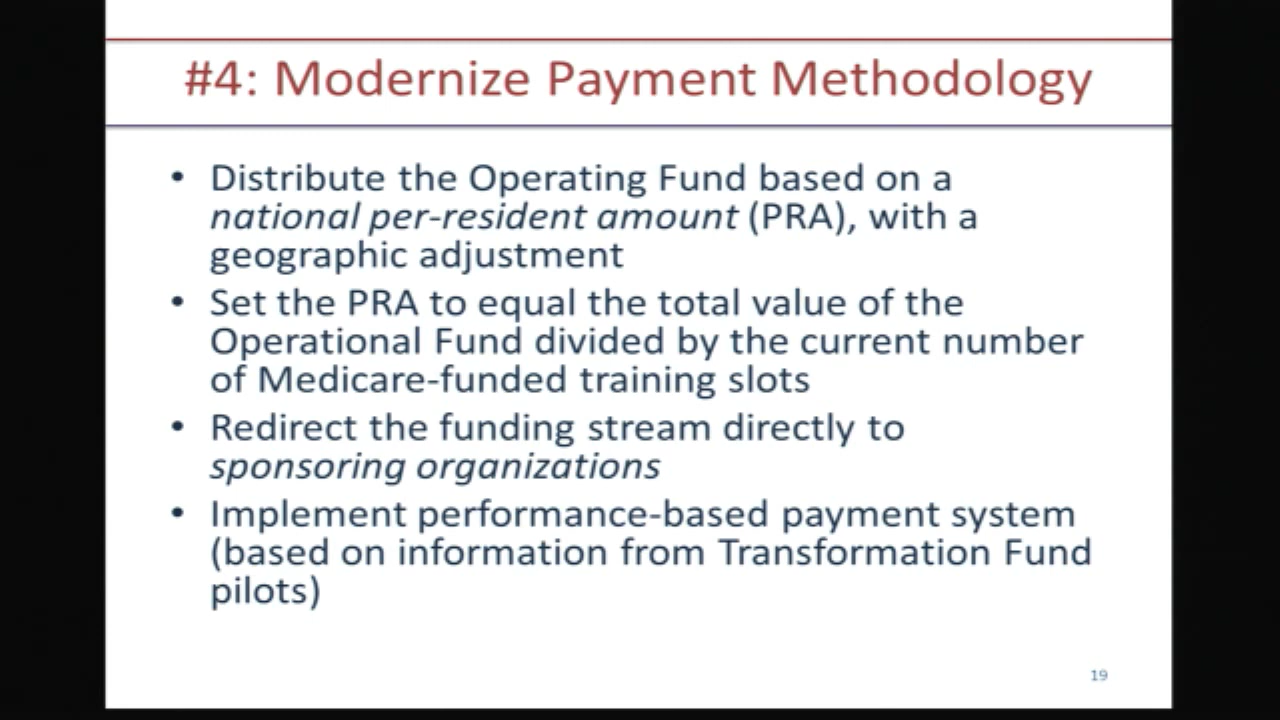 #4: Modernize Payment Methodology
• Distribute the Operating Fund based on a
national per-resident amount (PRA), with a
geographic adjustment
• Set the PRA to equal the total value of the
Operational Fund divided by the current number
of Medicare-funded training slots
• Redirect the funding stream directly to
sponsoring organizations
• Implement performance-based payment system
(based on information from Transformation Fund
pilots)
19